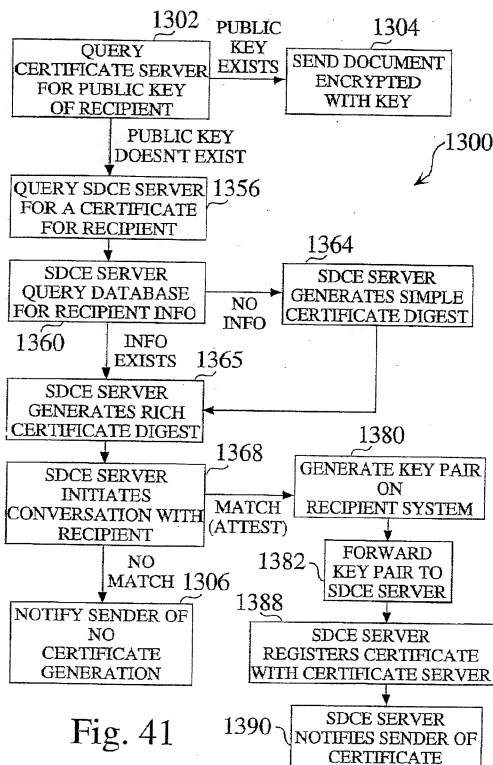 1302
QUERY
CERTIFICATE SERVER
FOR PUBLIC KEY
OF RECIPIENT
PUBLIC
KEY
EXISTS
1304
SEND DOCUMENT
ENCRYPTED
WITH KEY
1300
PUBLIC KEY
DOESN'T EXIST
QUERY SDCE SERVER
FOR A CERTIFICATE
FOR RECIPIENT
1356
SDCE SERVER
QUERY DATABASE
FOR RECIPIENT INFO
1360
NO
INFO
1364
SDCE SERVER
GENERATES SIMPLE
CERTIFICATE DIGEST
INFO
EXISTS
1365
SDCE SERVER
GENERATES RICH
CERTIFICATE DIGEST
1368
SDCE SERVER
INITIATES
CONVERSATION WITH
RECIPIENT
MATCH
(ATTEST)
1380
GENERATE KEY PAIR
ON
RECIPIENT SYSTEM
NO
MATCH
1306
NOTIFY SENDER OF
NO
CERTIFICATE
GENERATION
1382
FORWARD
KEY PAIR TO
SDCE SERVER
1388
SDCE SERVER
REGISTERS CERTIFICATE
WITH CERTIFICATE SERVER
1390
SDCE SERVER
NOTIFIES SENDER OF
CERTIFICATE
Fig. 41